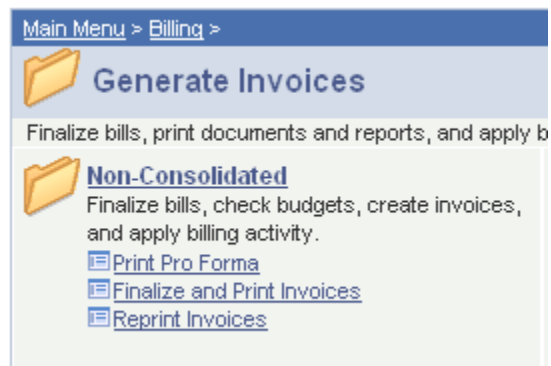 Main Menu > Billing >
Generate Invoices
Finalize bills, print documents and reports, and apply
Non-Consolidated
Finalize bills, check budgets, create invoices,
and apply billing activity.
Print Pro Forma
Finalize and Print Invoices
Reprint Invoices